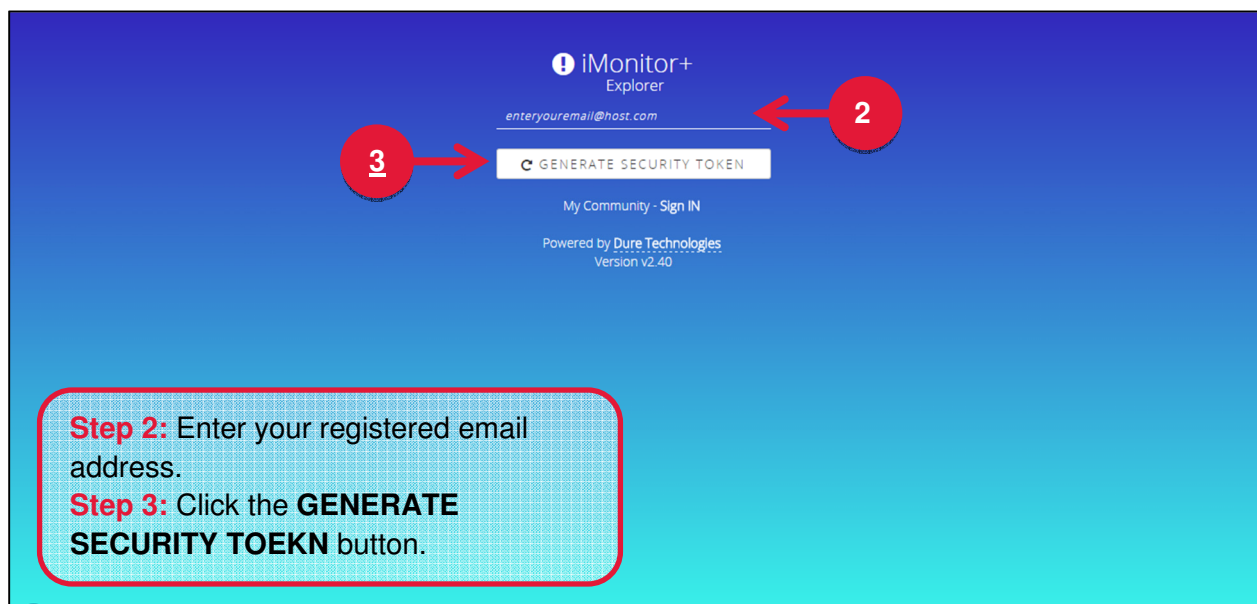 iMonitor+
Explorer
enteryouremail@host.com
2
3
GENERATE SECURITY TOKEN
My Community - Sign IN
Powered by Dure Technologies
Version v2.40
Step 2: Enter your registered email
address.
Step 3: Click the GENERATE
SECURITY TOEKN button.